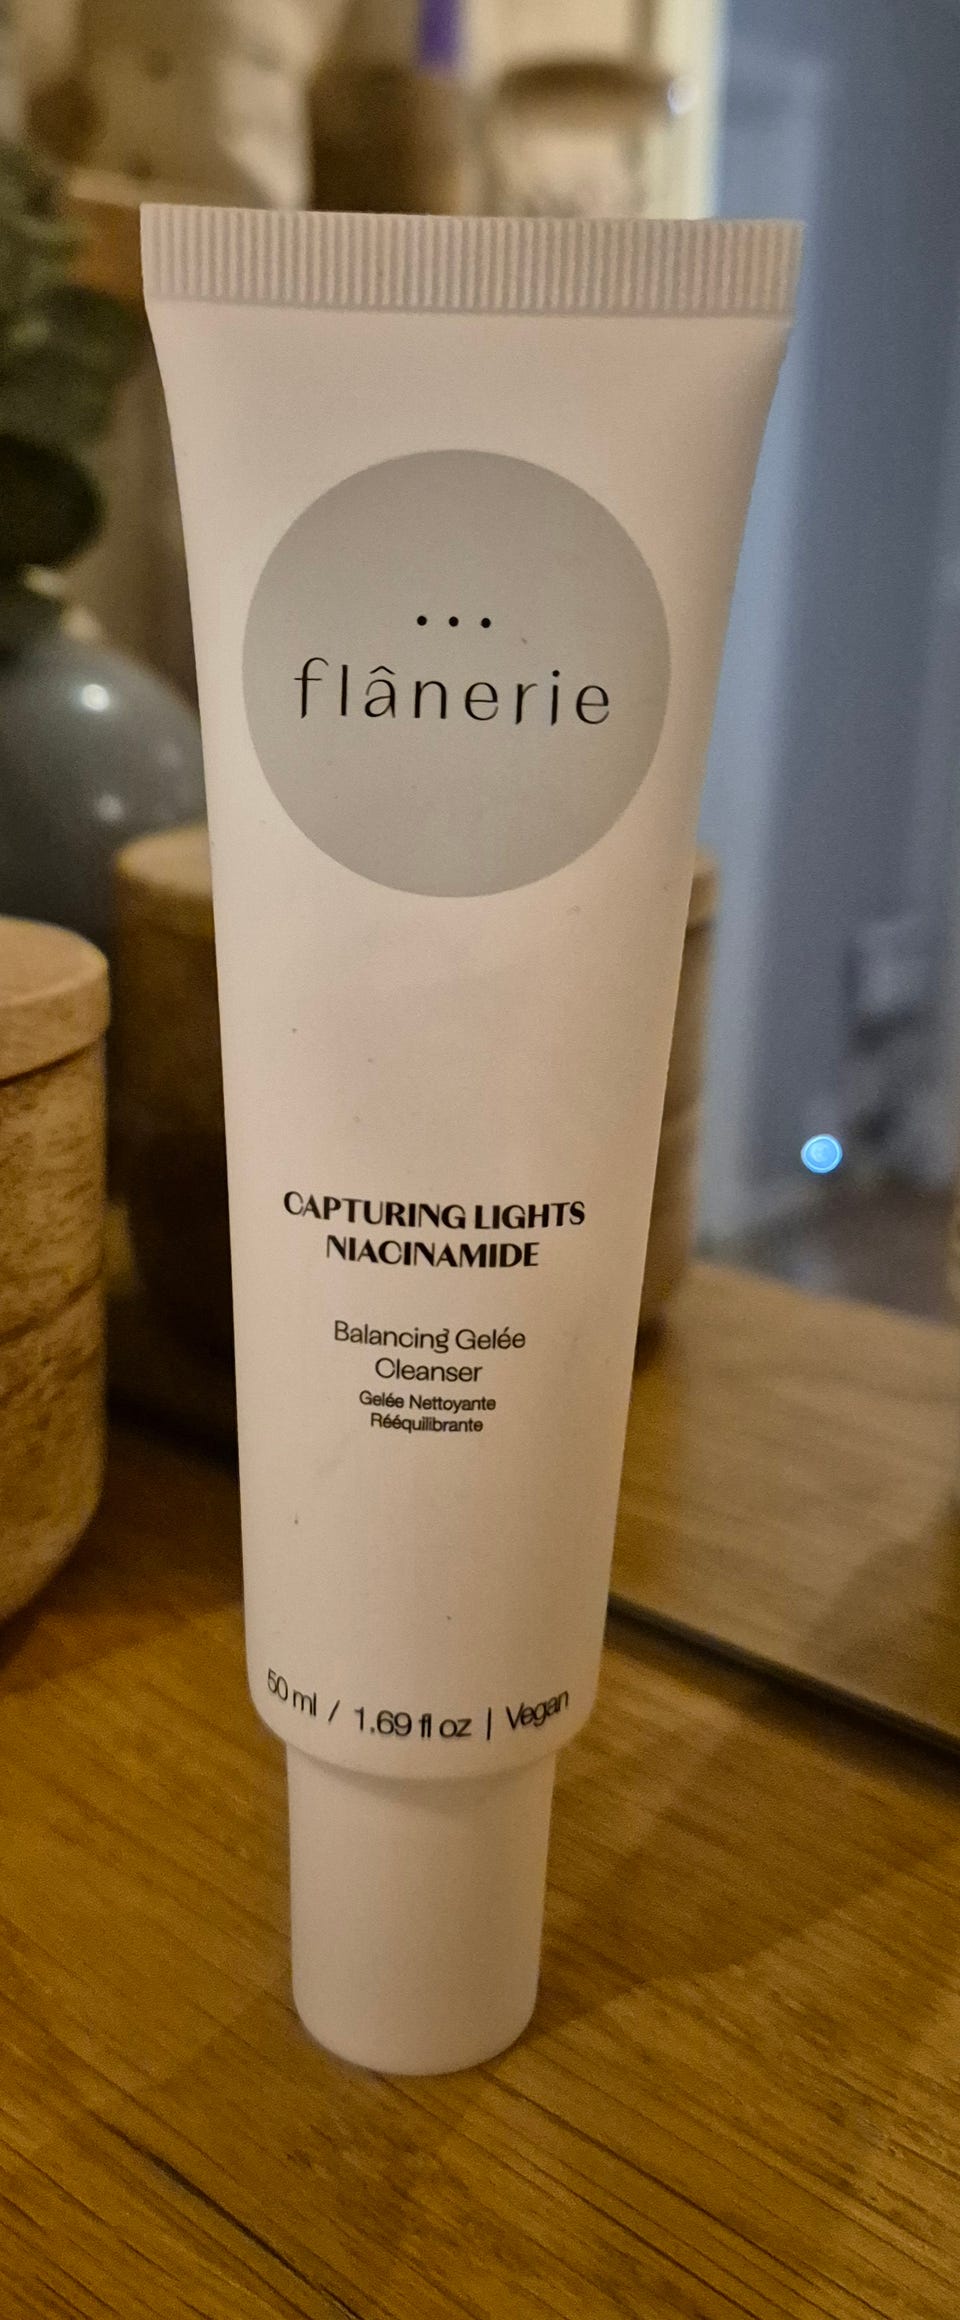 flânerie
CAPTURING LIGHTS
NIACINAMIDE
Balancing Gelée
Cleanser
Gelée Nettoyante
Rééquilibrante
50 ml / 1.69 fl oz | Vegan